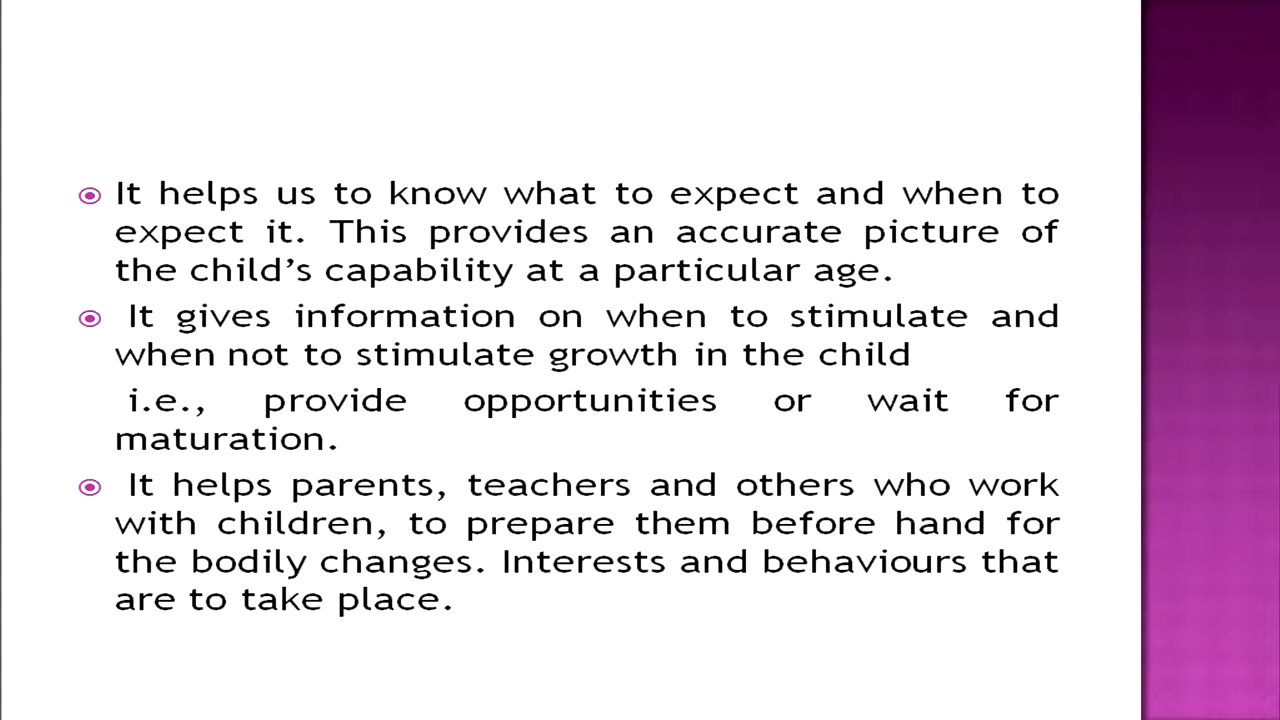 It helps us to know what to expect and when to
expect it. This provides an accurate picture of
the child’s capability at a particular age.
It gives information on when to stimulate and
when not to stimulate growth in the child
i.e., provide opportunities or wait for
maturation.
It helps parents, teachers and others who work
with children, to prepare them before hand for
the bodily changes. Interests and behaviours that
are to take place.